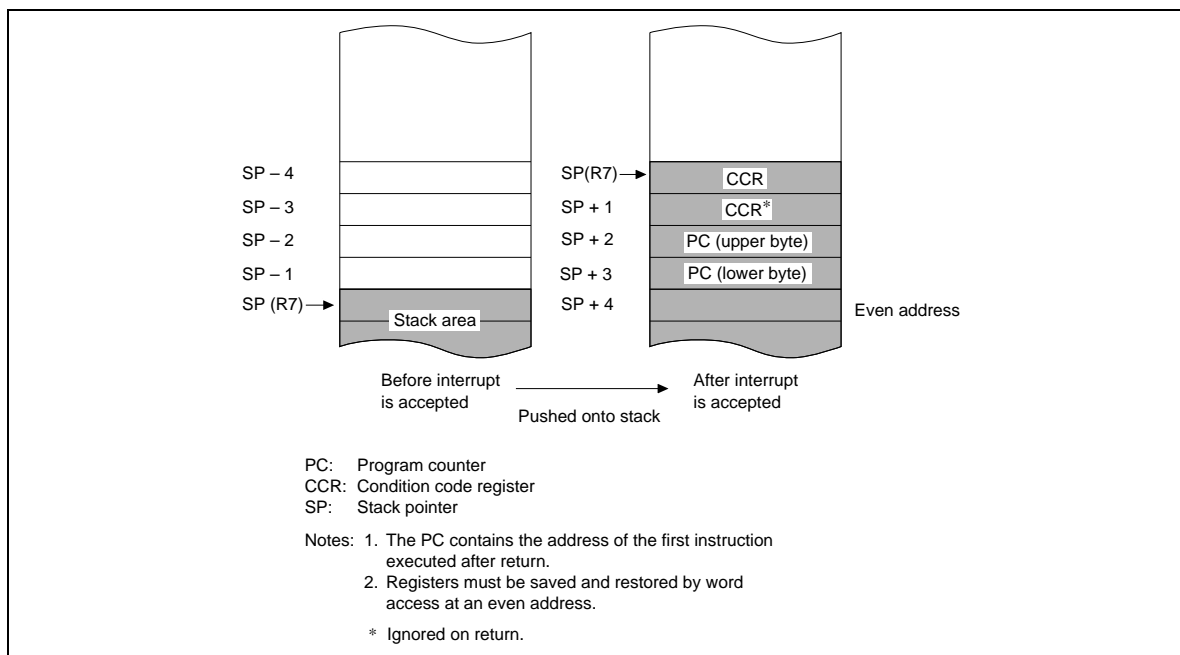 SP – 4
SP – 3
SP – 2
SP – 1
SP (R7)
Stack area
SP(R7)
SP + 1
SP + 2
SP + 3
SP + 4
CCR
CCR*
PC (upper byte)
PC (lower byte)
Even address
Before interrupt
is accepted
Pushed onto stack
After interrupt
is accepted
PC: Program counter
CCR: Condition code register
SP: Stack pointer
Notes: 1. The PC contains the address of the first instruction
executed after return.
2. Registers must be saved and restored by word
access at an even address.
* Ignored on return.